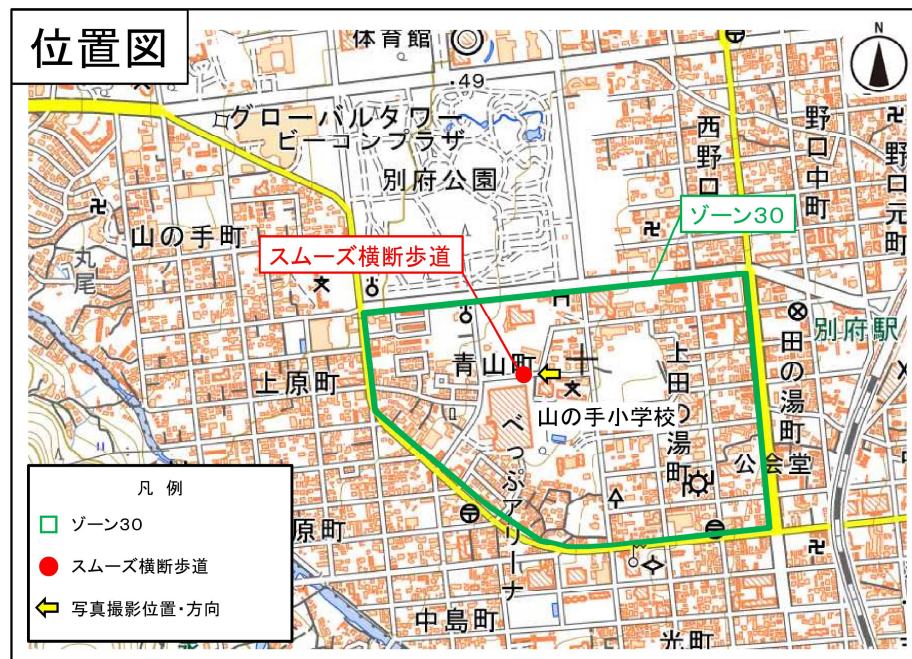 位置図
N
体育館
49
グローバルタワー
ビーコンプラザ
別府公園
西野口
野口中町
野口元町
山の手町
丸尾
ゾーン30
スムーズ横断歩道
別府駅
青山町
上田の湯町
田の湯町
上原町
山の手小学校
べっぷアリーナ
公会堂
原町
中島町
光町
凡 例
ゾーン30
スムーズ横断歩道
写真撮影位置・方向